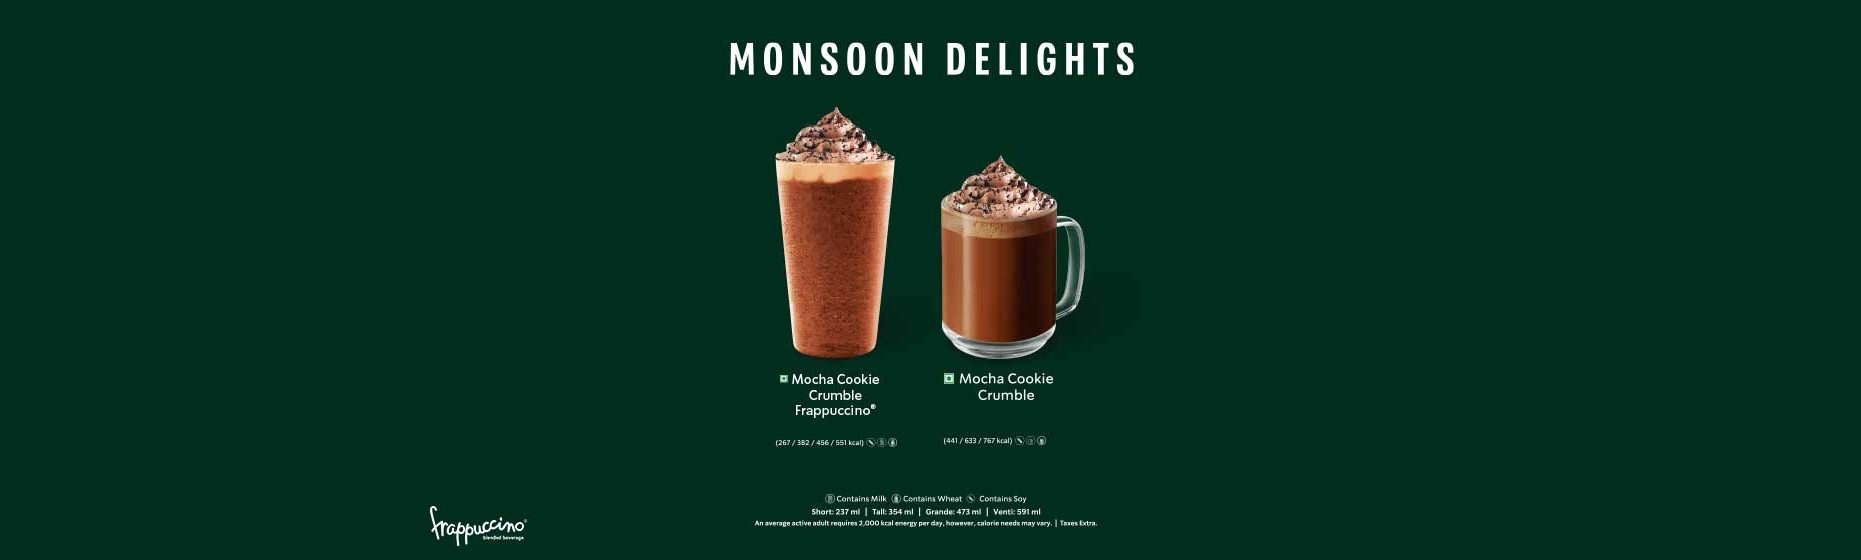 MONSOON DELIGHTS
Mocha Cookie
Crumble
Frappuccino®
(267 / 382 / 456 / 551 kcal)
Mocha Cookie
Crumble
(441 / 633 / 767 kcal)
Contains Milk Contains Wheat Contains Soy
Short: 237 ml | Tall: 354 ml | Grande: 473 ml | Venti: 591 ml
An average active adult requires 2,000 kcal energy per day, however, calorie needs may vary. | Taxes Extra.
frappuccino®
blended beverage